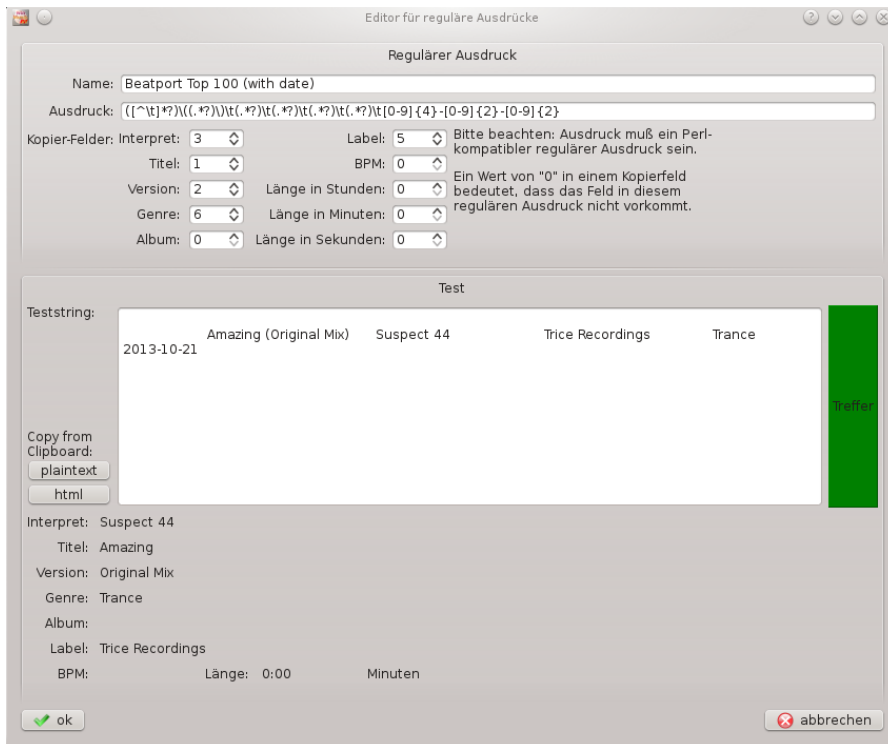 Editor für reguläre Ausdrücke
Regulärer Ausdruck
Name: Beatport Top 100 (with date)
Ausdruck: ([^\t]*?)\((.*?)\)\t(.*?)\t(.*?)\t(.*?)\t(.*?)\t[0-9]{4}-[0-9]{2}-[0-9]{2}
Kopier-Felder: Interpret: 3 Label: 5
Titel: 1 BPM: 0
Version: 2 Länge in Stunden: 0
Genre: 6 Länge in Minuten: 0
Album: 0 Länge in Sekunden: 0
Bitte beachten: Ausdruck muß ein Perl-
kompatibler regulärer Ausdruck sein.
Ein Wert von "0" in einem Kopierfeld
bedeutet, dass das Feld in diesem
regulären Ausdruck nicht vorkommt.
Test
Teststring:
Amazing (Original Mix) Suspect 44 Trice Recordings Trance
2013-10-21
Treffer
Copy from
Clipboard:
plaintext
html
Interpret: Suspect 44
Titel: Amazing
Version: Original Mix
Genre: Trance
Album:
Label: Trice Recordings
BPM: Länge: 0:00 Minuten
ok
abbrechen